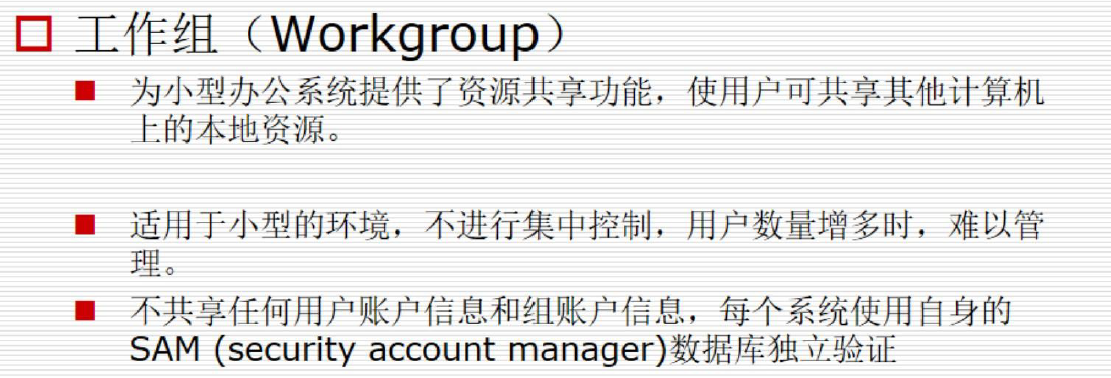 工作组（Workgroup）
为小型办公系统提供了资源共享功能，使用户可共享其他计算机
上的本地资源。
适用于小型的环境，不进行集中控制，用户数量增多时，难以管
理。
不共享任何用户账户信息和组账户信息，每个系统使用自身的
SAM (security account manager)数据库独立验证